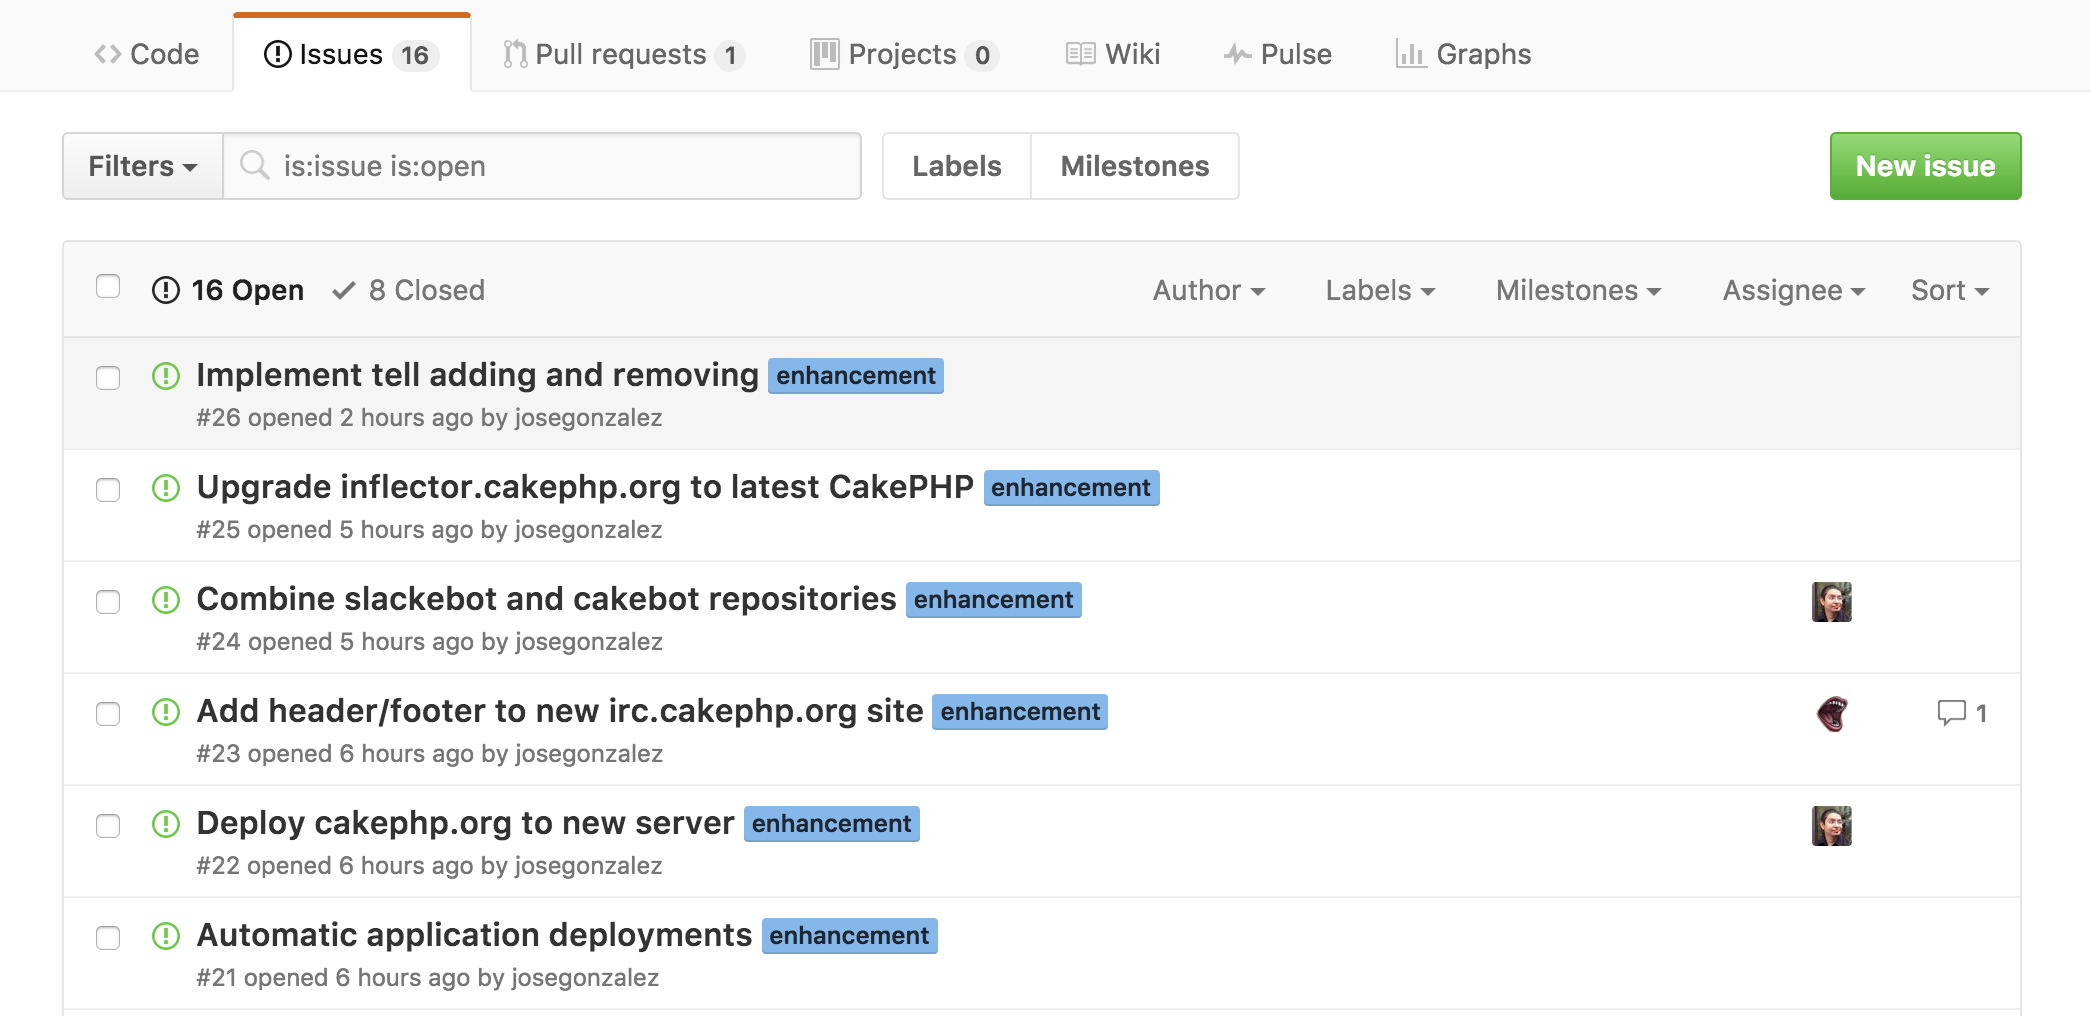 Code Issues 16 Pull requests 1 Projects 0 Wiki Pulse Graphs
Filters is:issue is:open Labels Milestones New issue
16 Open 8 Closed Author Labels Milestones Assignee Sort
Implement tell adding and removing enhancement
#26 opened 2 hours ago by josegonzalez
Upgrade inflector.cakephp.org to latest CakePHP enhancement
#25 opened 5 hours ago by josegonzalez
Combine slackebot and cakebot repositories enhancement
#24 opened 5 hours ago by josegonzalez
Add header/footer to new irc.cakephp.org site enhancement 1
#23 opened 6 hours ago by josegonzalez
Deploy cakephp.org to new server enhancement
#22 opened 6 hours ago by josegonzalez
Automatic application deployments enhancement
#21 opened 6 hours ago by josegonzalez